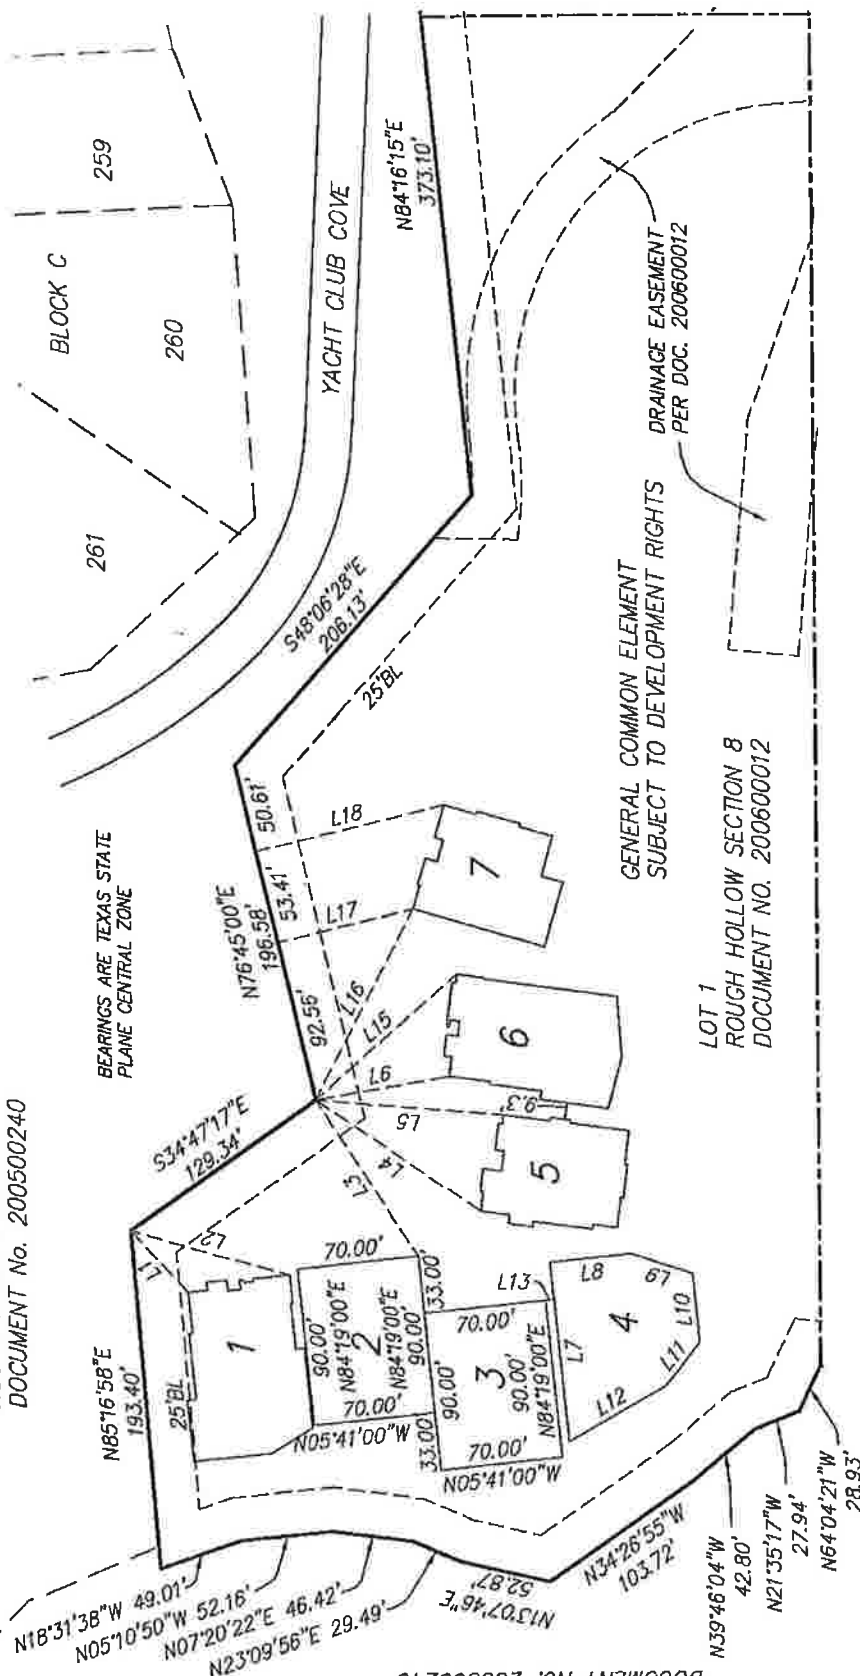 259
BLOCK C
260
261
YACHT CLUB COVE
N84°16'15"E
373.10'
DRAINAGE EASEMENT
PER DOC. 200600012
S48°06'28"E
206.13'
25'BL
GENERAL COMMON ELEMENT
SUBJECT TO DEVELOPMENT RIGHTS
LOT 1
ROUGH HOLLOW SECTION 8
DOCUMENT NO. 200600012
BEARINGS ARE TEXAS STATE
PLANE CENTRAL ZONE
N76°45'00"E
196.58'
50.61'
53.41'
92.56'
L18
L17
L16
L15
L6
L5
L4
L3
9.3'
7
6
5
DOCUMENT No. 200500240
S34°47'17"E
129.34'
L1
L2
N85°16'58"E
193.40'
25'BL
1
70.00'
90.00'
N84°19'00"E
2
N84°19'00"E
90.00'
70.00'
N05°41'00"W
33.00'
33.00'
90.00'
70.00'
3
90.00'
N84°19'00"E
70.00'
N05°41'00"W
L13
L7
L8
L9
L10
L11
L12
4
N18°31'38"W 49.01'
N05°10'50"W 52.16'
N07°20'22"E 46.42'
N23°09'56"E 29.49'
N13°07'46"E
52.87'
N34°26'55"W
103.72'
N39°46'04"W
42.80'
N21°35'17"W
27.94'
N64°04'21"W
28.93'